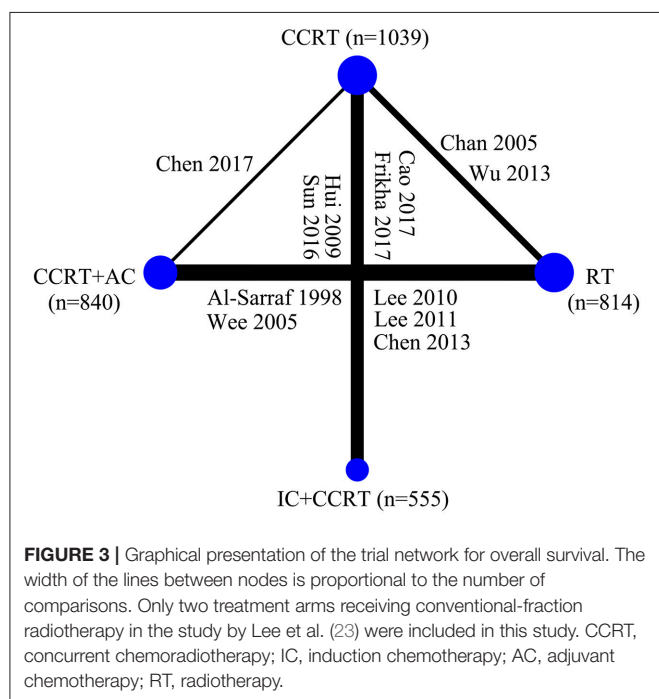 CCRT (n=1039)
Chen 2017
Chan 2005
Wu 2013
Hui 2009
Sun 2016
Cao 2017
Frikha 2017
CCRT+AC
(n=840)
RT
(n=814)
Al-Sarraf 1998
Wee 2005
Lee 2010
Lee 2011
Chen 2013
IC+CCRT (n=555)
FIGURE 3 | Graphical presentation of the trial network for overall survival. The
width of the lines between nodes is proportional to the number of
comparisons. Only two treatment arms receiving conventional-fraction
radiotherapy in the study by Lee et al. (23) were included in this study. CCRT,
concurrent chemoradiotherapy; IC, induction chemotherapy; AC, adjuvant
chemotherapy; RT, radiotherapy.